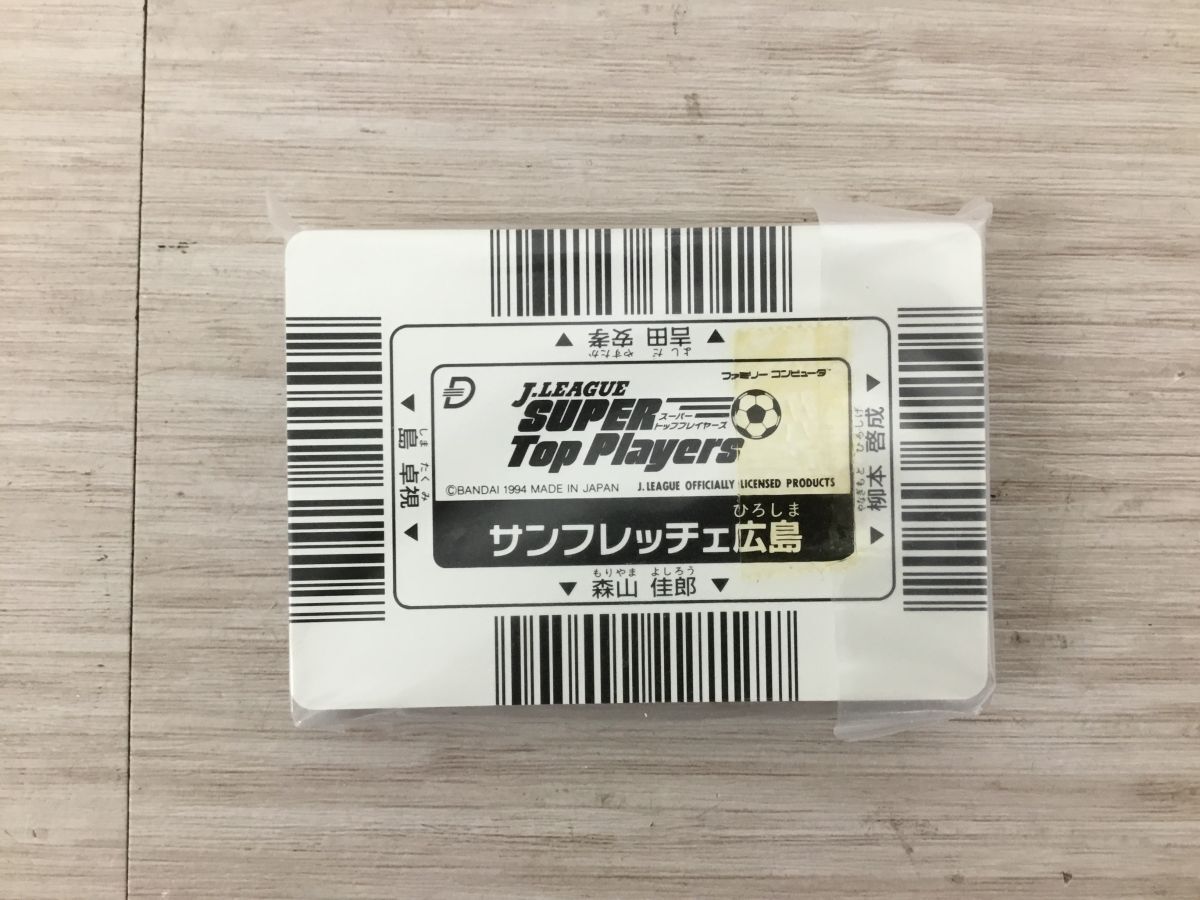 よしだ やすたか
吉田 安孝
しま たくみ
島 卓視
ファミリーコンピュータ™
J.LEAGUE
SUPER
スーパー
トッププレイヤーズ
Top Players
©BANDAI 1994 MADE IN JAPAN
J.LEAGUE OFFICIALLY LICENSED PRODUCTS
ひろしま
サンフレッチェ広島
やなぎもと ひろしげ
柳本 啓成
もりやま よしろう
森山 佳郎